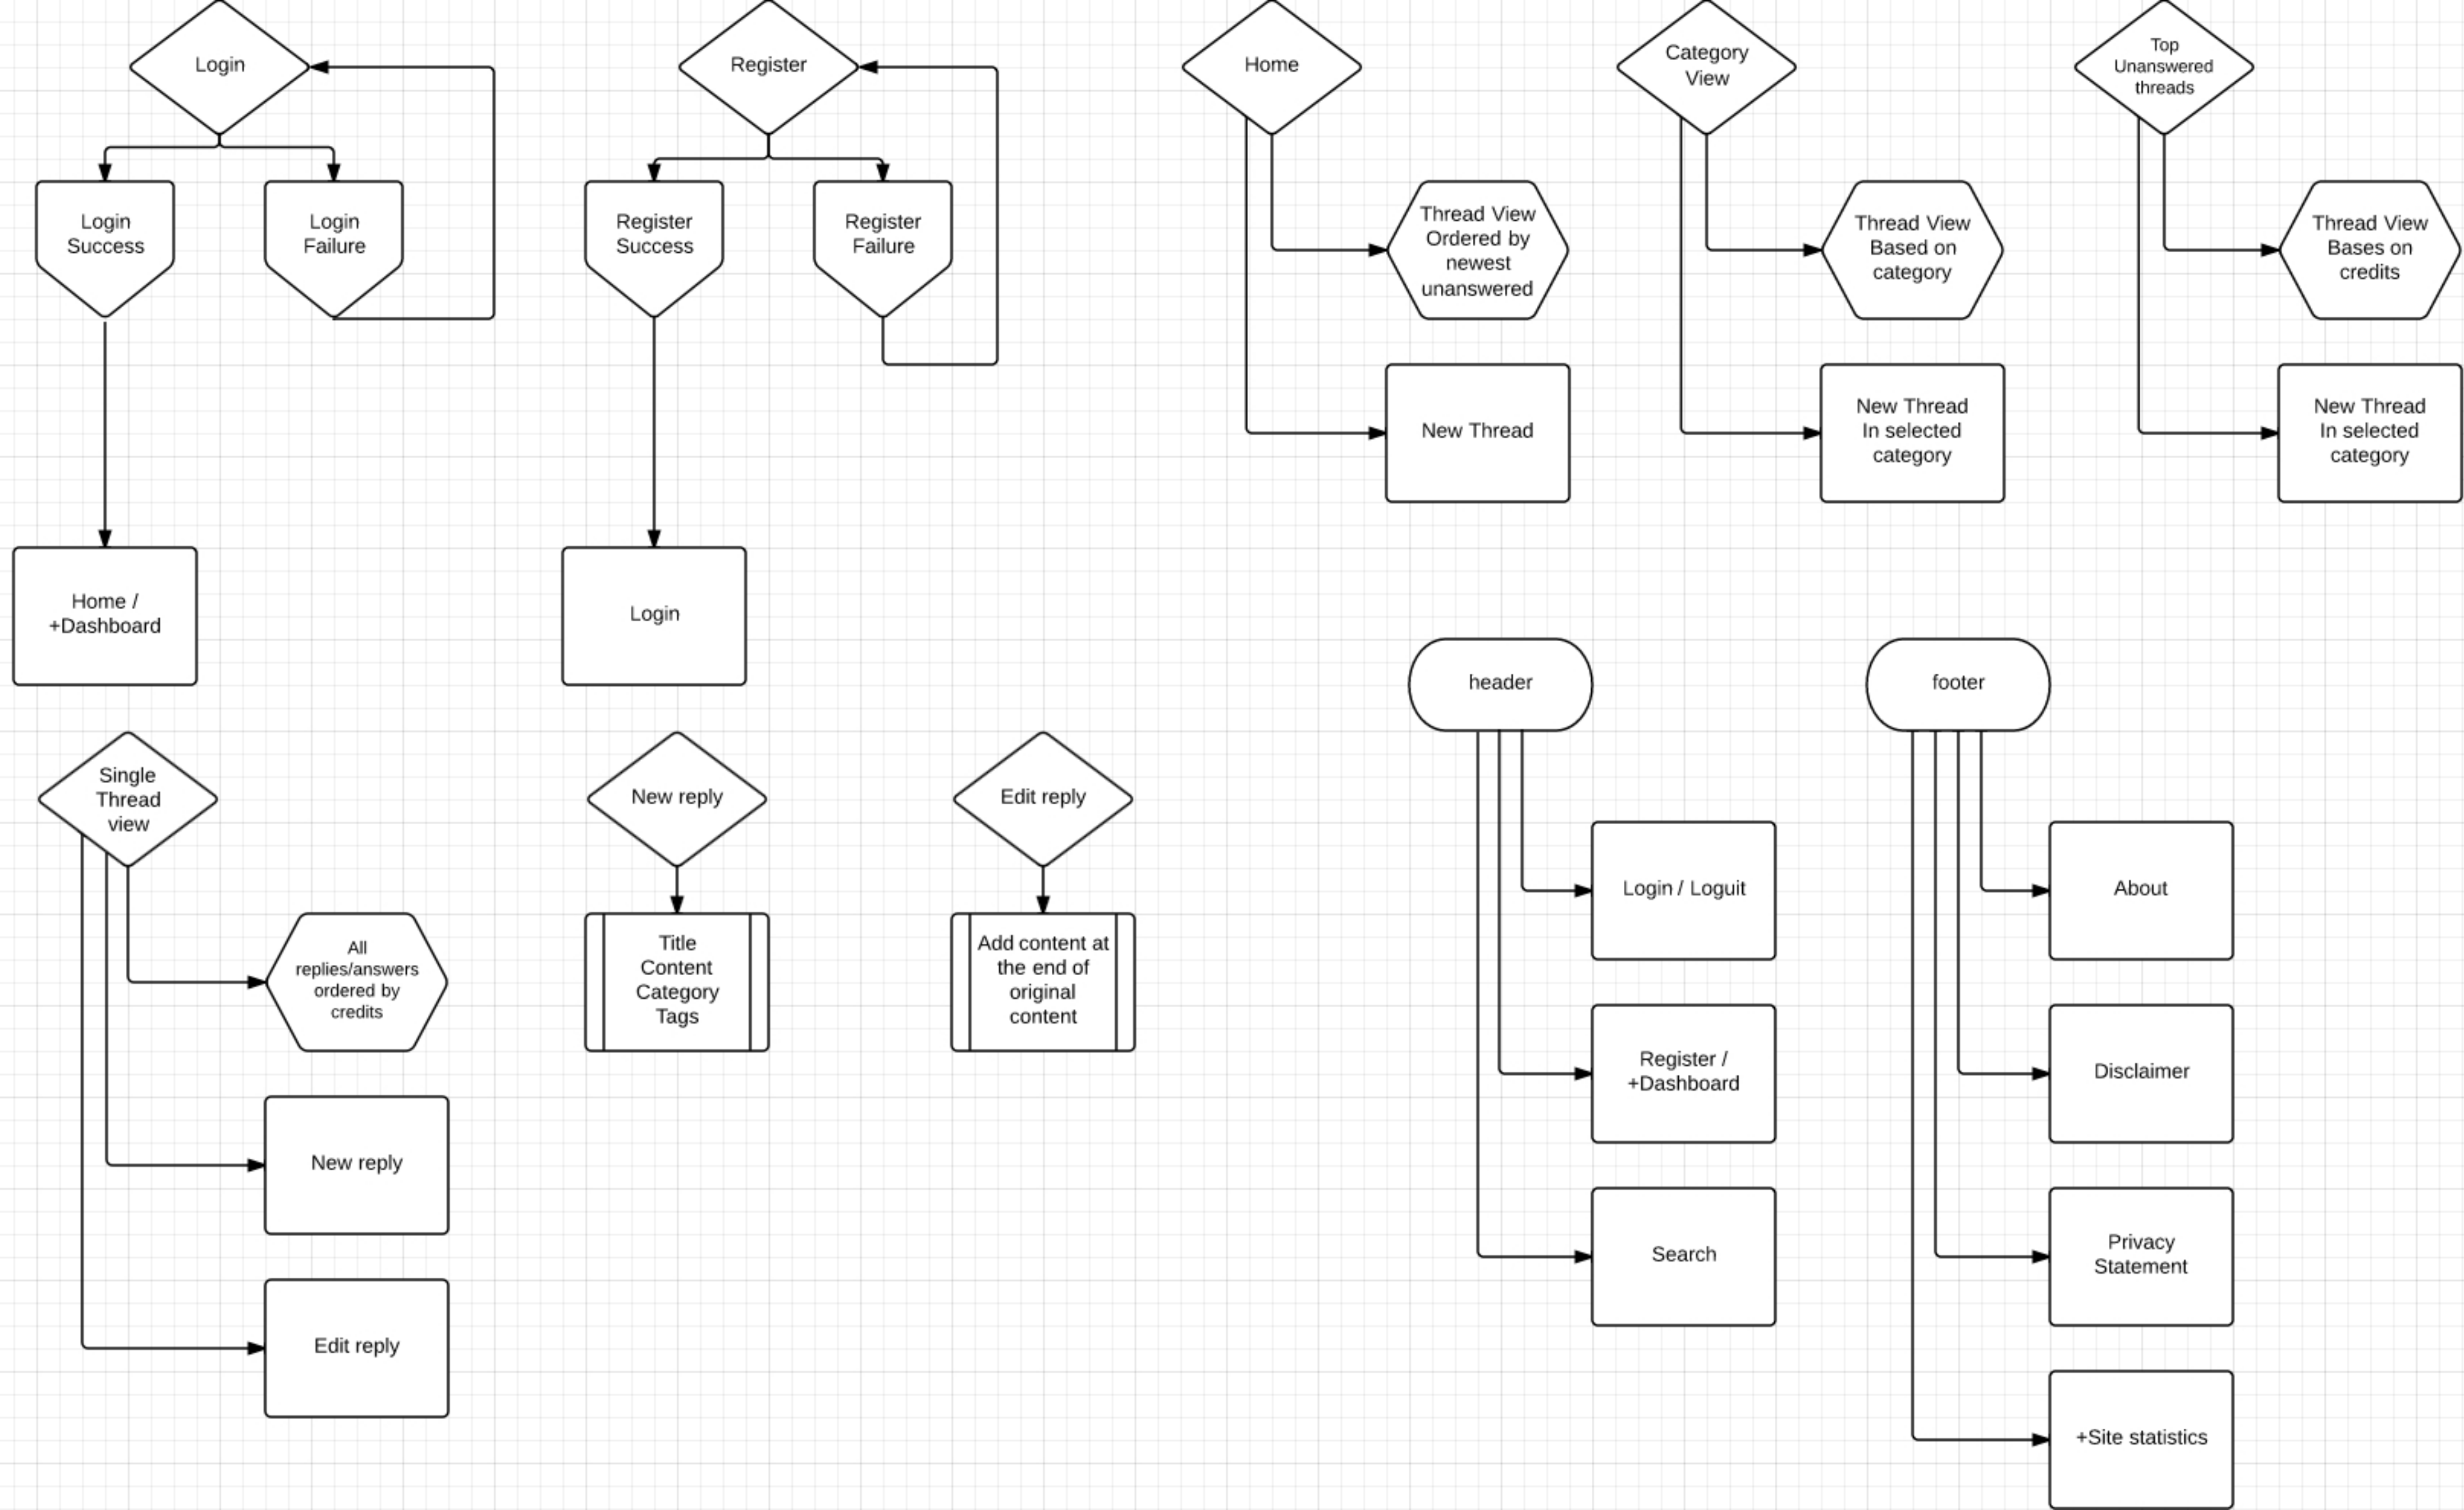 Login
Register
Home
Category
View
Top
Unanswered
threads
Login
Success
Login
Failure
Register
Success
Register
Failure
Thread View
Ordered by
newest
unanswered
Thread View
Based on
category
Thread View
Bases on
credits
New Thread
New Thread
In selected
category
New Thread
In selected
category
Home /
+Dashboard
Login
header
footer
Single
Thread
view
New reply
Edit reply
Login / Loguit
About
All
replies/answers
ordered by
credits
Title
Content
Category
Tags
Add content at
the end of
original
content
Register /
+Dashboard
Disclaimer
New reply
Search
Privacy
Statement
Edit reply
+Site statistics